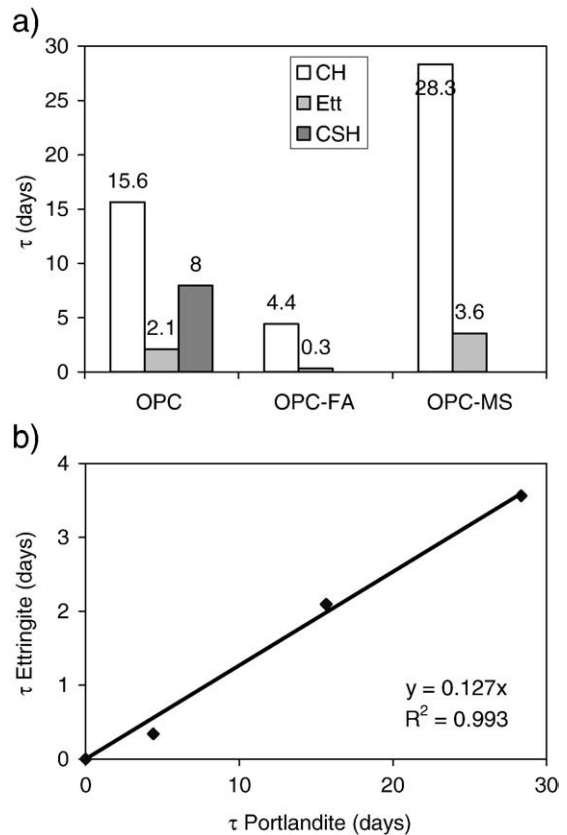 a)
30
25
20
15
10
5
0
τ (days)
CH
Ett
CSH
15.6
2.1
8
4.4
0.3
28.3
3.6
OPC OPC-FA OPC-MS
b)
4
3
2
1
0
τ Ettringite (days)
y = 0.127x
R² = 0.993
0 10 20 30
τ Portlandite (days)